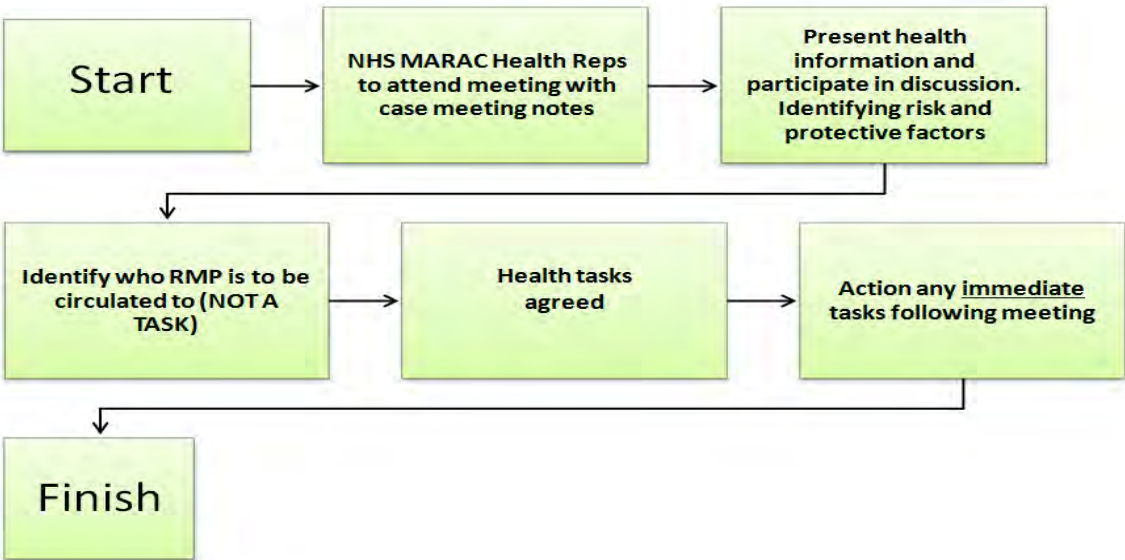 Start
NHS MARAC Health Reps
to attend meeting with
case meeting notes
Present health
information and
participate in discussion.
Identifying risk and
protective factors
Identify who RMP is to be
circulated to (NOT A
TASK)
Health tasks
agreed
Action any immediate
tasks following meeting
Finish